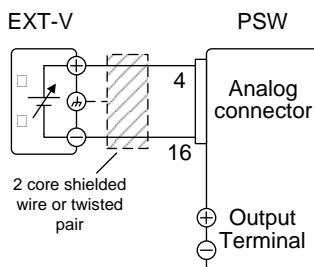 EXT-V
PSW
4
Analog
connector
16
2 core shielded
wire or twisted
pair
Output
Terminal